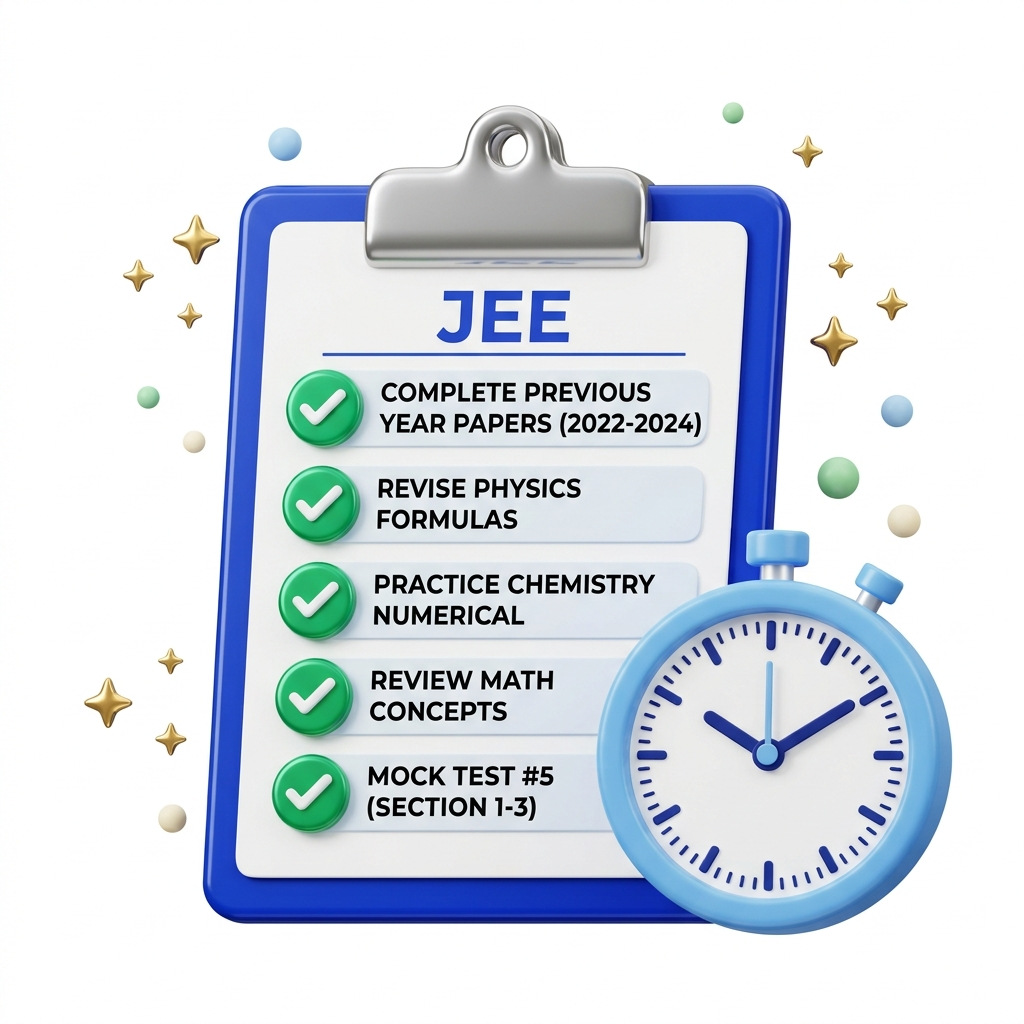 JEE
COMPLETE PREVIOUS
YEAR PAPERS (2022-2024)
REVISE PHYSICS
FORMULAS
PRACTICE CHEMISTRY
NUMERICAL
REVIEW MATH
CONCEPTS
MOCK TEST #5
(SECTION 1-3)